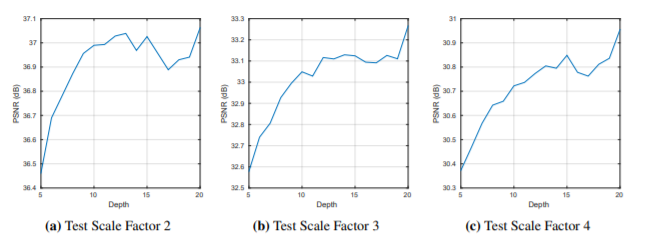 37.1
37
36.9
36.8
36.7
36.6
36.5
36.4
PSNR (dB)
5 10 15 20
Depth
(a) Test Scale Factor 2
33.3
33.2
33.1
33
32.9
32.8
32.7
32.6
32.5
PSNR (dB)
5 10 15 20
Depth
(b) Test Scale Factor 3
31
30.9
30.8
30.7
30.6
30.5
30.4
30.3
PSNR (dB)
5 10 15 20
Depth
(c) Test Scale Factor 4